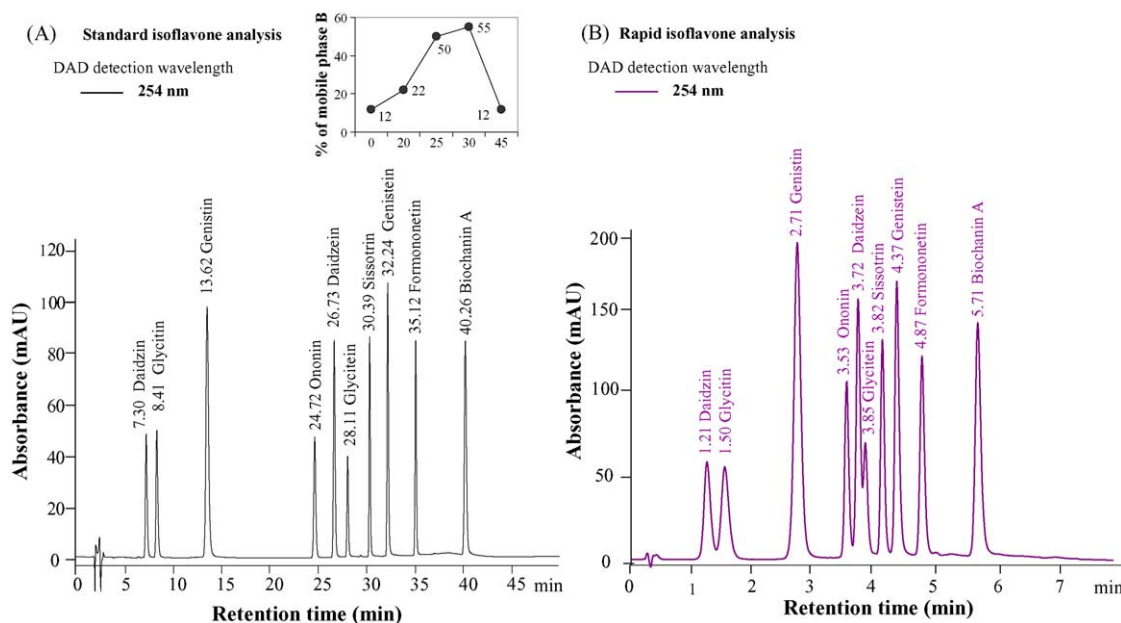 (A) Standard isoflavone analysis
DAD detection wavelength
254 nm
% of mobile phase B
60
40
20
0
12
22
50
55
12
0 20 25 30 45
Absorbance (mAU)
120
100
80
60
40
20
0
7.30 Daidzin
8.41 Glycitin
13.62 Genistin
24.72 Ononin
26.73 Daidzein
28.11 Glycitein
30.39 Sissotrin
32.24 Genistein
35.12 Formononetin
40.26 Biochanin A
0 5 10 15 20 25 30 35 40 45 min
Retention time (min)
(B) Rapid isoflavone analysis
DAD detection wavelength
254 nm
Absorbance (mAU)
200
150
100
50
0
1.21 Daidzin
1.50 Glycitin
2.71 Genistin
3.53 Ononin
3.72 Daidzein
3.85 Glycitein
3.82 Sissotrin
4.37 Genistein
4.87 Formononetin
5.71 Biochanin A
0 1 2 3 4 5 6 7 min
Retention time (min)